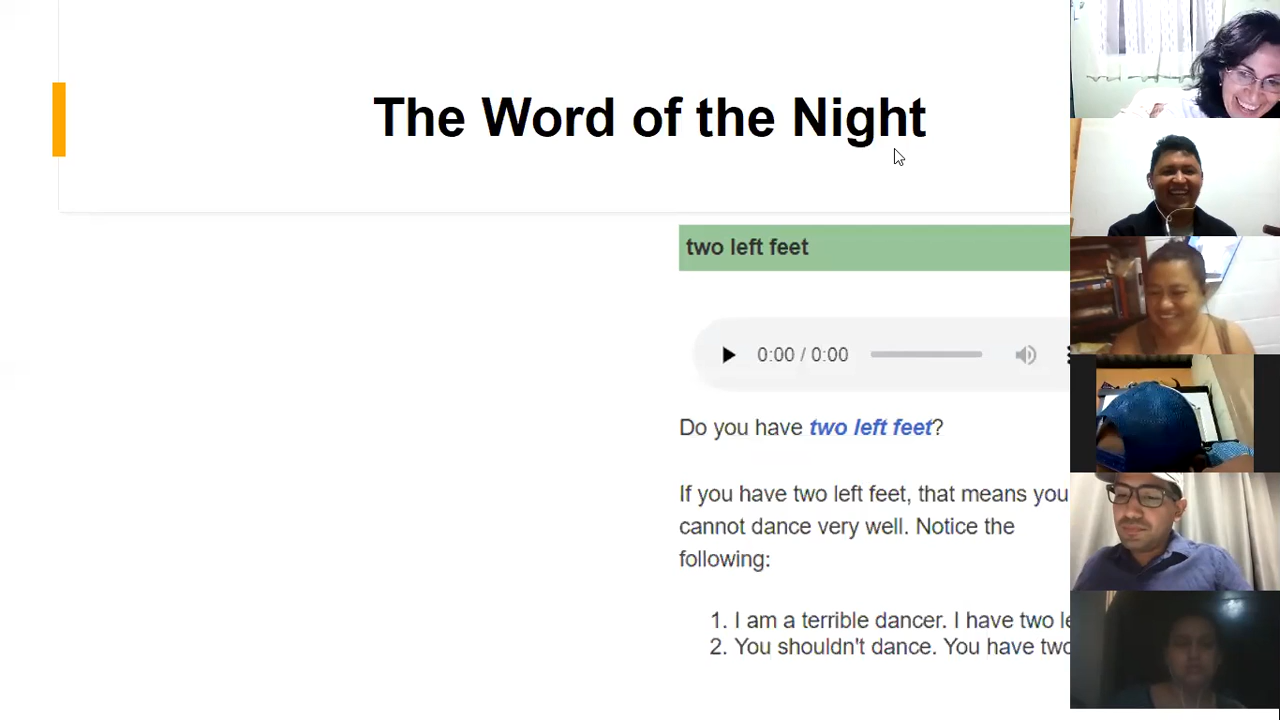 The Word of the Night
two left feet
0:00 / 0:00
Do you have two left feet?
If you have two left feet, that means you
cannot dance very well. Notice the
following:
1. I am a terrible dancer. I have two
2. You shouldn't dance. You have two